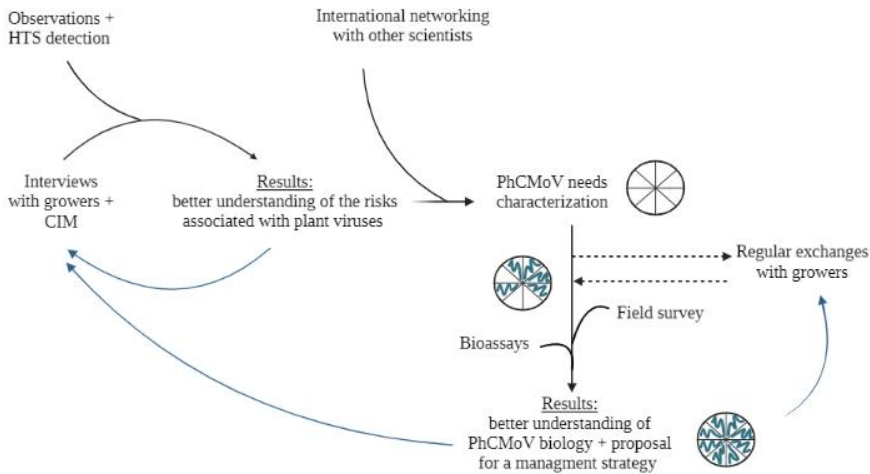 Observations +
HTS detection
International networking
with other scientists
Interviews
with growers +
CIM
Results:
better understanding of the risks
associated with plant viruses
PhCMoV needs
characterization
Regular exchanges
with growers
Field survey
Bioassays
Results:
better understanding of
PhCMoV biology + proposal
for a managment strategy